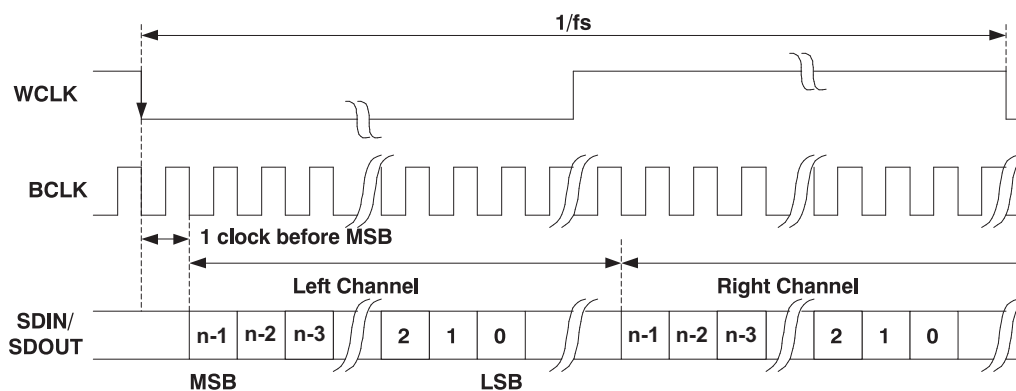 1/fs
WCLK
BCLK
1 clock before MSB
Left Channel
Right Channel
SDIN/
SDOUT
n-1 n-2 n-3 2 1 0 n-1 n-2 n-3 2 1 0
MSB LSB